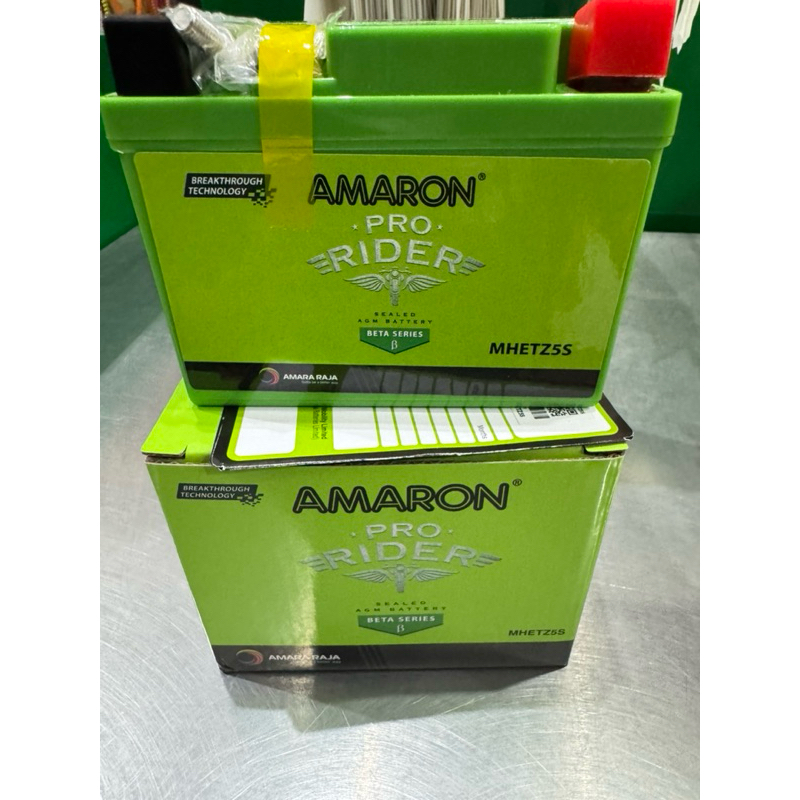 BREAKTHROUGH
TECHNOLOGY
AMARON®
PRO
RIDER
SEALED
AGM BATTERY
BETA SERIES
β
MHETZ5S
AMARA RAJA
BREAKTHROUGH
TECHNOLOGY
AMARON®
PRO
RIDER
SEALED
AGM BATTERY
BETA SERIES
β
MHETZ5S
AMARA RAJA